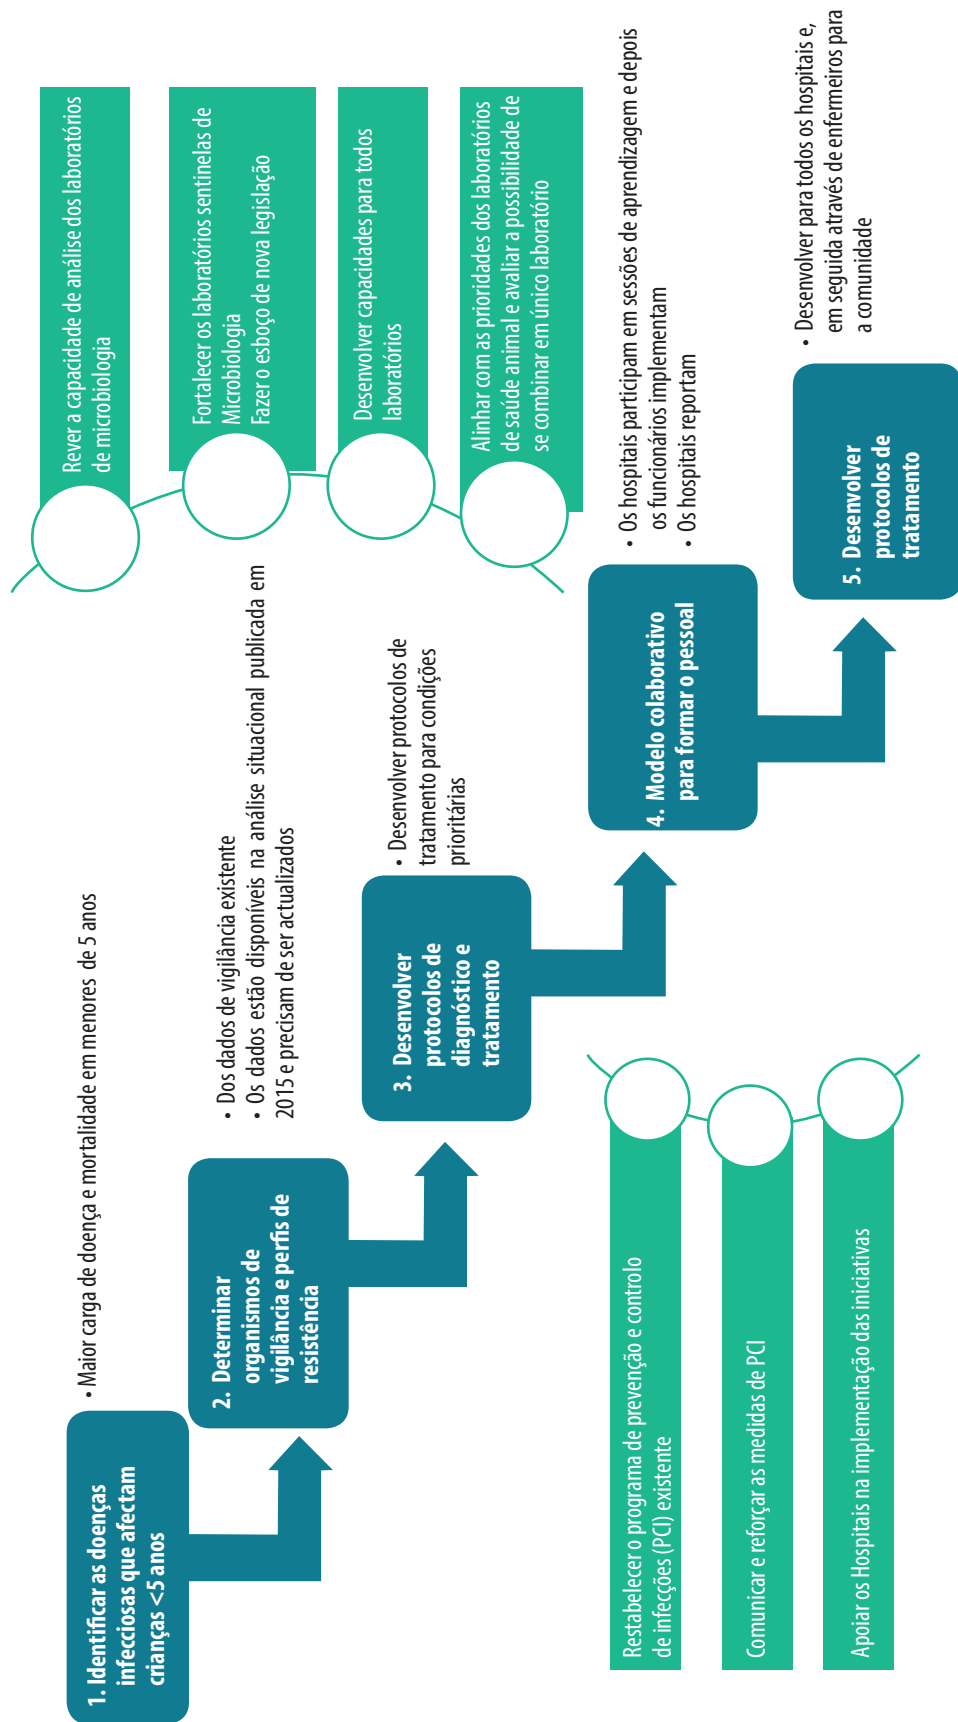 1. Identificar as doenças
infecciosas que afectam
crianças <5 anos
• Maior carga de doença e mortalidade em menores de 5 anos
2. Determinar
organismos de
vigilância e perfis de
resistência
• Dos dados de vigilância existente
• Os dados estão disponíveis na análise situacional publicada em
2015 e precisam de ser actualizados
3. Desenvolver
protocolos de
diagnóstico e
tratamento
• Desenvolver protocolos de
tratamento para condições
prioritárias
4. Modelo colaborativo
para formar o pessoal
• Os hospitais participam em sessões de aprendizagem e depois
os funcionários implementam
• Os hospitais reportam
5. Desenvolver
protocolos de
tratamento
• Desenvolver para todos os hospitais e,
em seguida através de enfermeiros para
a comunidade
Rever a capacidade de análise dos laboratórios
de microbiologia
Fortalecer os laboratórios sentinelas de
Microbiologia
Fazer o esboço de nova legislação
Desenvolver capacidades para todos
laboratórios
Alinhar com as prioridades dos laboratórios
de saúde animal e avaliar a possibilidade de
se combinar em único laboratório
Restabelecer o programa de prevenção e controlo
de infecções (PCI) existente
Comunicar e reforçar as medidas de PCI
Apoiar os Hospitais na implementação das iniciativas